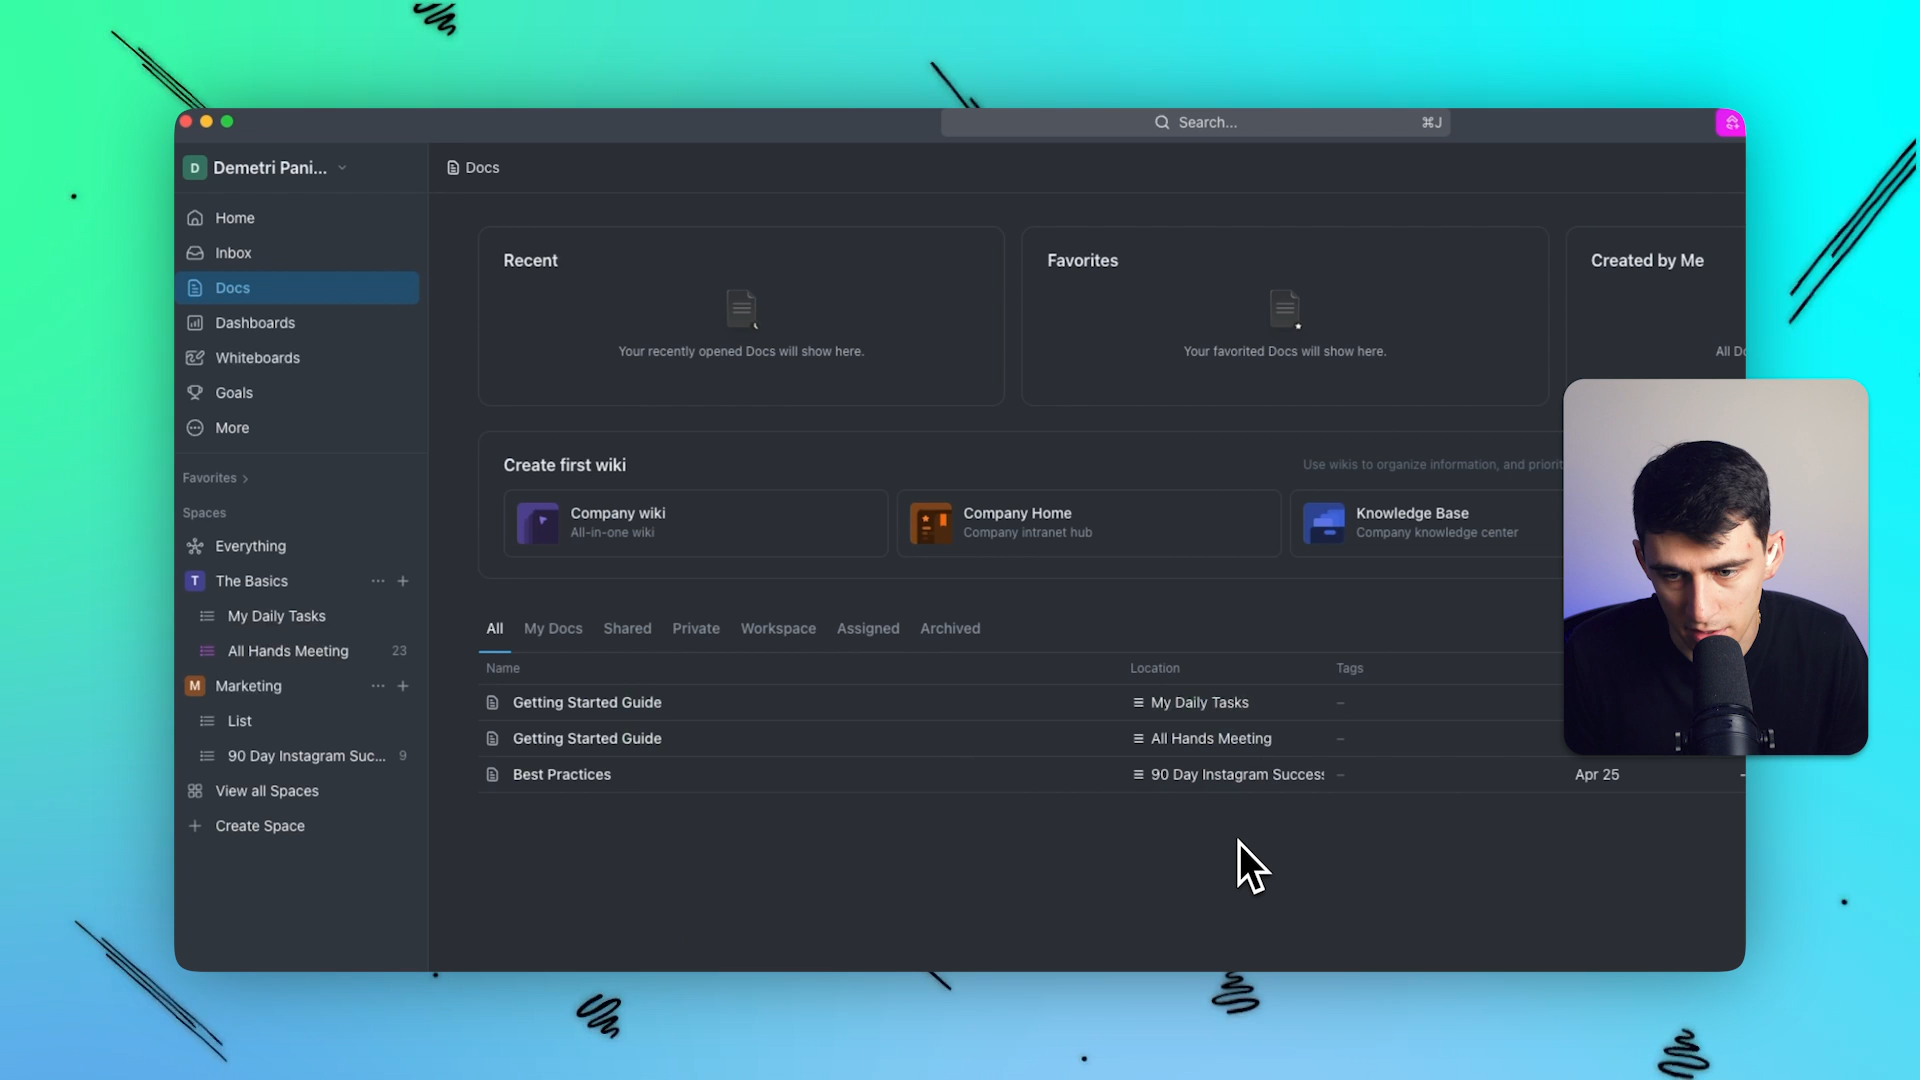 Search...
⌘J
D
Demetri Pani...
Docs
Home
Inbox
Docs
Dashboards
Whiteboards
Goals
More
Favorites
Spaces
Everything
T
The Basics
My Daily Tasks
All Hands Meeting
23
M
Marketing
List
90 Day Instagram Suc...
9
View all Spaces
Create Space
Recent
Your recently opened Docs will show here.
Favorites
Your favorited Docs will show here.
Created by Me
All Do
Create first wiki
Use wikis to organize information, and priorit
Company wiki
All-in-one wiki
Company Home
Company intranet hub
Knowledge Base
Company knowledge center
All
My Docs
Shared
Private
Workspace
Assigned
Archived
Name
Location
Tags
Getting Started Guide
My Daily Tasks
–
Getting Started Guide
All Hands Meeting
–
Best Practices
90 Day Instagram Success
–
Apr 25
-